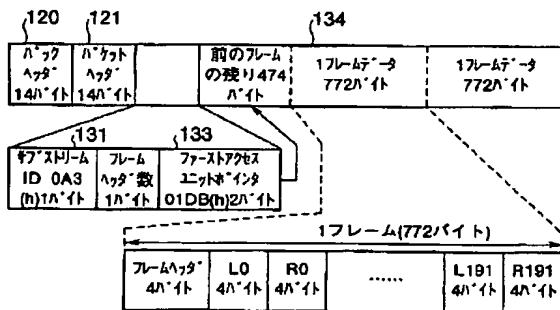 120 121 134
パック
ヘッダ
14バイト
パケット
ヘッダ
14バイト
前のフレーム
の残り474
バイト
1フレームデータ
772バイト
1フレームデータ
772バイト
131 133
サブストリーム
ID 0A3
(h)1バイト
フレーム
ヘッダ数
1バイト
ファーストアクセス
ユニットポインタ
01DB(h)2バイト
1フレーム(772バイト)
フレームヘッダ
4バイト
L0
4バイト
R0
4バイト
……
L191
4バイト
R191
4バイト